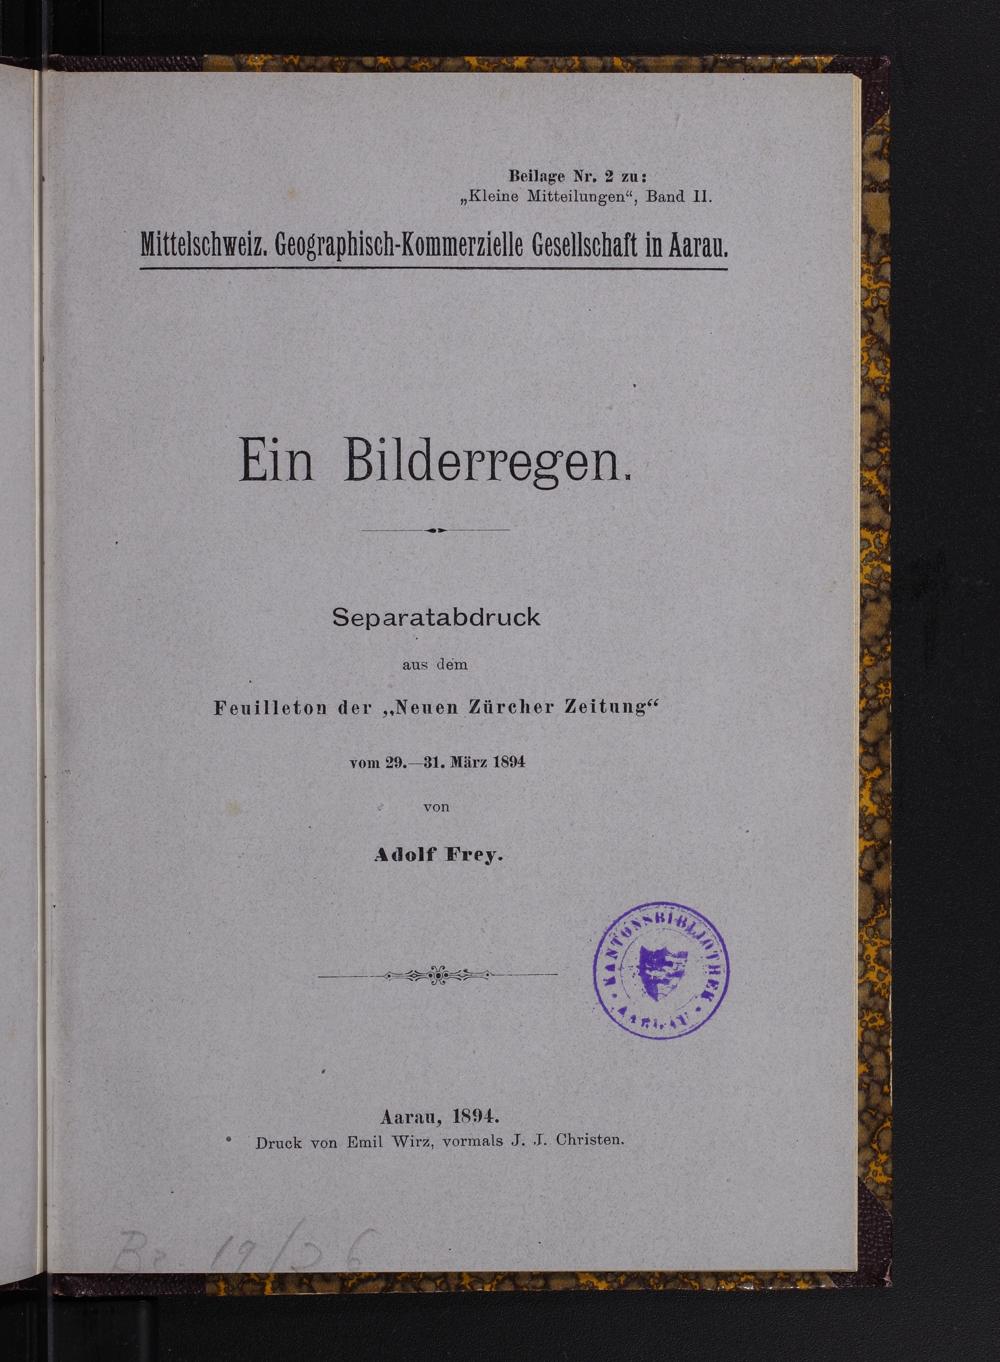 Beilage Nr. 2 zu:
„Kleine Mitteilungen“, Band II.
Mittelschweiz. Geographisch-Kommerzielle Gesellschaft in Aarau.
Ein Bilderregen.
Separatabdruck
aus dem
Feuilleton der „Neuen Zürcher Zeitung“
vom 29.—31. März 1894
von
Adolf Frey.
KANTONSBIBLIOTHEK
AARGAU
Aarau, 1894.
Druck von Emil Wirz, vormals J. J. Christen.